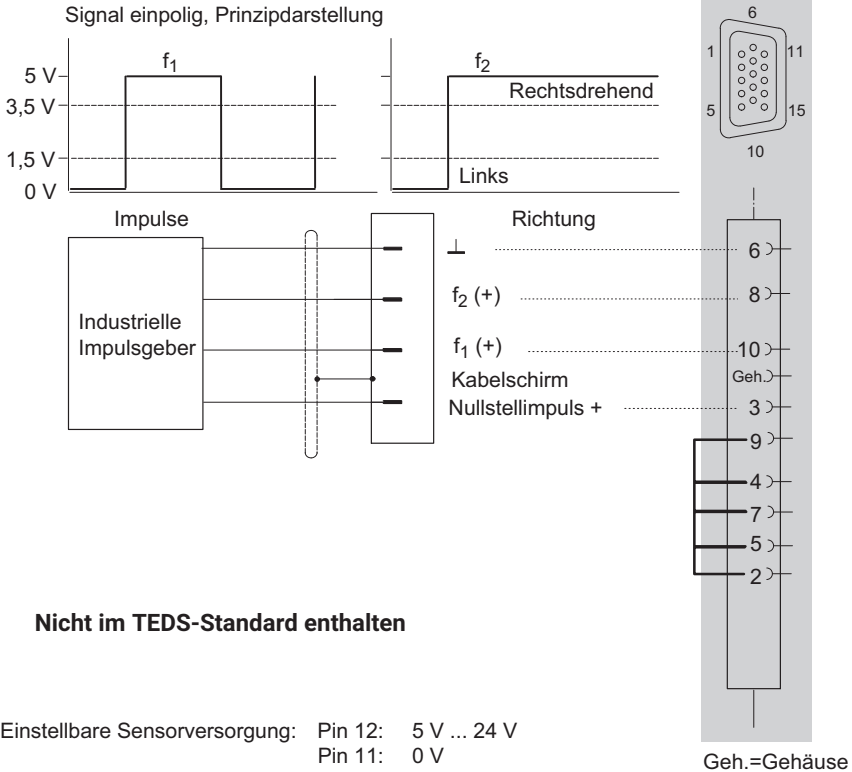 Signal einpolig, Prinzipdarstellung
f1
f2
5 V
3,5 V
1,5 V
0 V
Rechtsdrehend
Links
6
1
11
5
15
10
Impulse
Richtung
Industrielle
Impulsgeber
⊥
6
f2 (+)
8
f1 (+)
10
Kabelschirm
Geh.
Nullstellimpuls +
3
9
4
7
5
2
Nicht im TEDS-Standard enthalten
Einstellbare Sensorversorgung: Pin 12: 5 V ... 24 V
Pin 11: 0 V
Geh.=Gehäuse